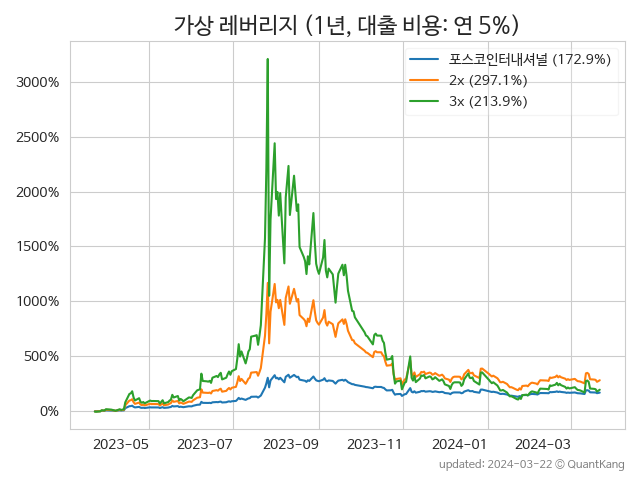 가상 레버리지 (1년, 대출 비용: 연 5%)
포스코인터내셔널 (172.9%)
2x (297.1%)
3x (213.9%)
3000%
2500%
2000%
1500%
1000%
500%
0%
2023-05 2023-07 2023-09 2023-11 2024-01 2024-03
updated: 2024-03-22 © QuantKang